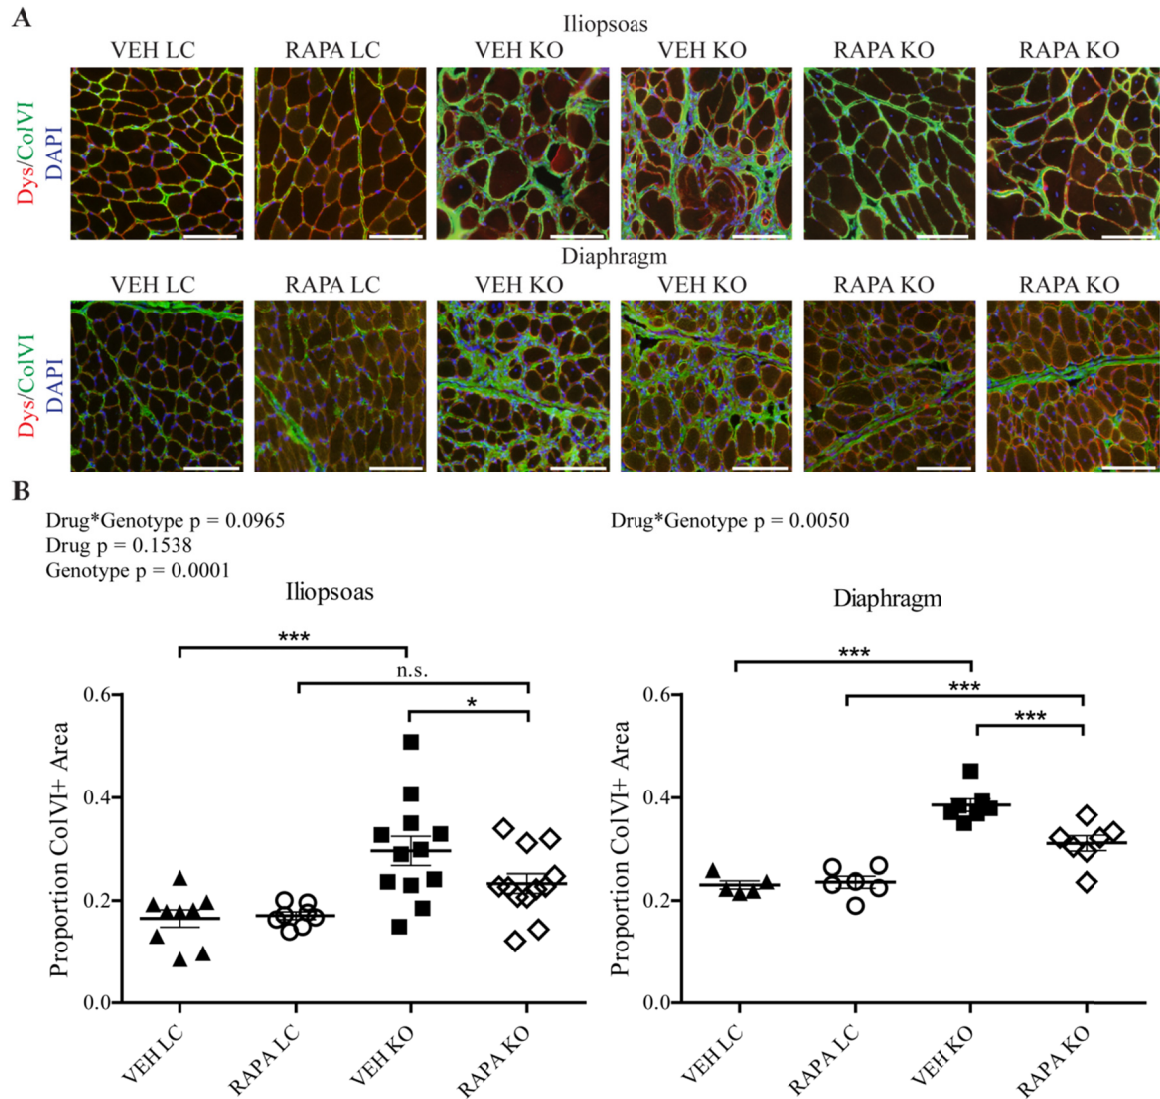 A
Iliopsoas
VEH LC RAPA LC VEH KO VEH KO RAPA KO RAPA KO
Dys/ColVI
DAPI
Diaphragm
VEH LC RAPA LC VEH KO VEH KO RAPA KO RAPA KO
Dys/ColVI
DAPI
B
Drug*Genotype p = 0.0965
Drug p = 0.1538
Genotype p = 0.0001
Iliopsoas
***
n.s.
*
Proportion ColVI+ Area
0.6
0.4
0.2
0.0
VEH LC
RAPA LC
VEH KO
RAPA KO
Drug*Genotype p = 0.0050
Diaphragm
***
***
***
Proportion ColVI+ Area
0.6
0.4
0.2
0.0
VEH LC
RAPA LC
VEH KO
RAPA KO